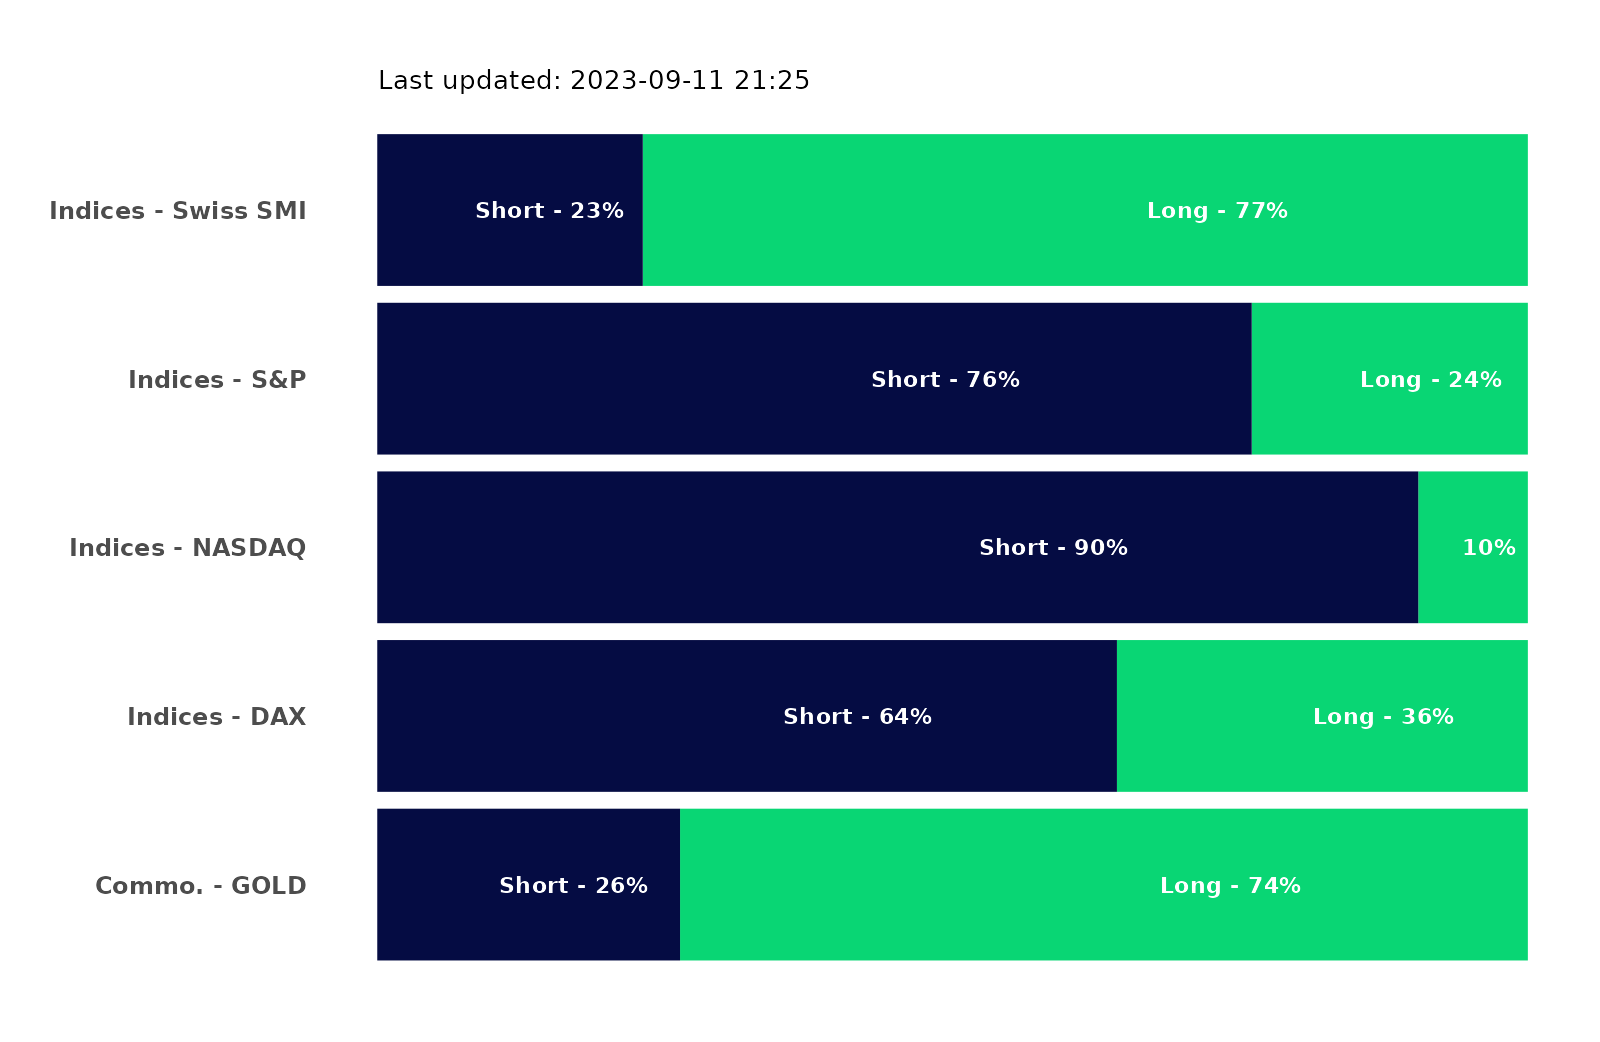 Last updated: 2023-09-11 21:25
Indices - Swiss SMI Short - 23% Long - 77%
Indices - S&P Short - 76% Long - 24%
Indices - NASDAQ Short - 90% 10%
Indices - DAX Short - 64% Long - 36%
Commo. - GOLD Short - 26% Long - 74%